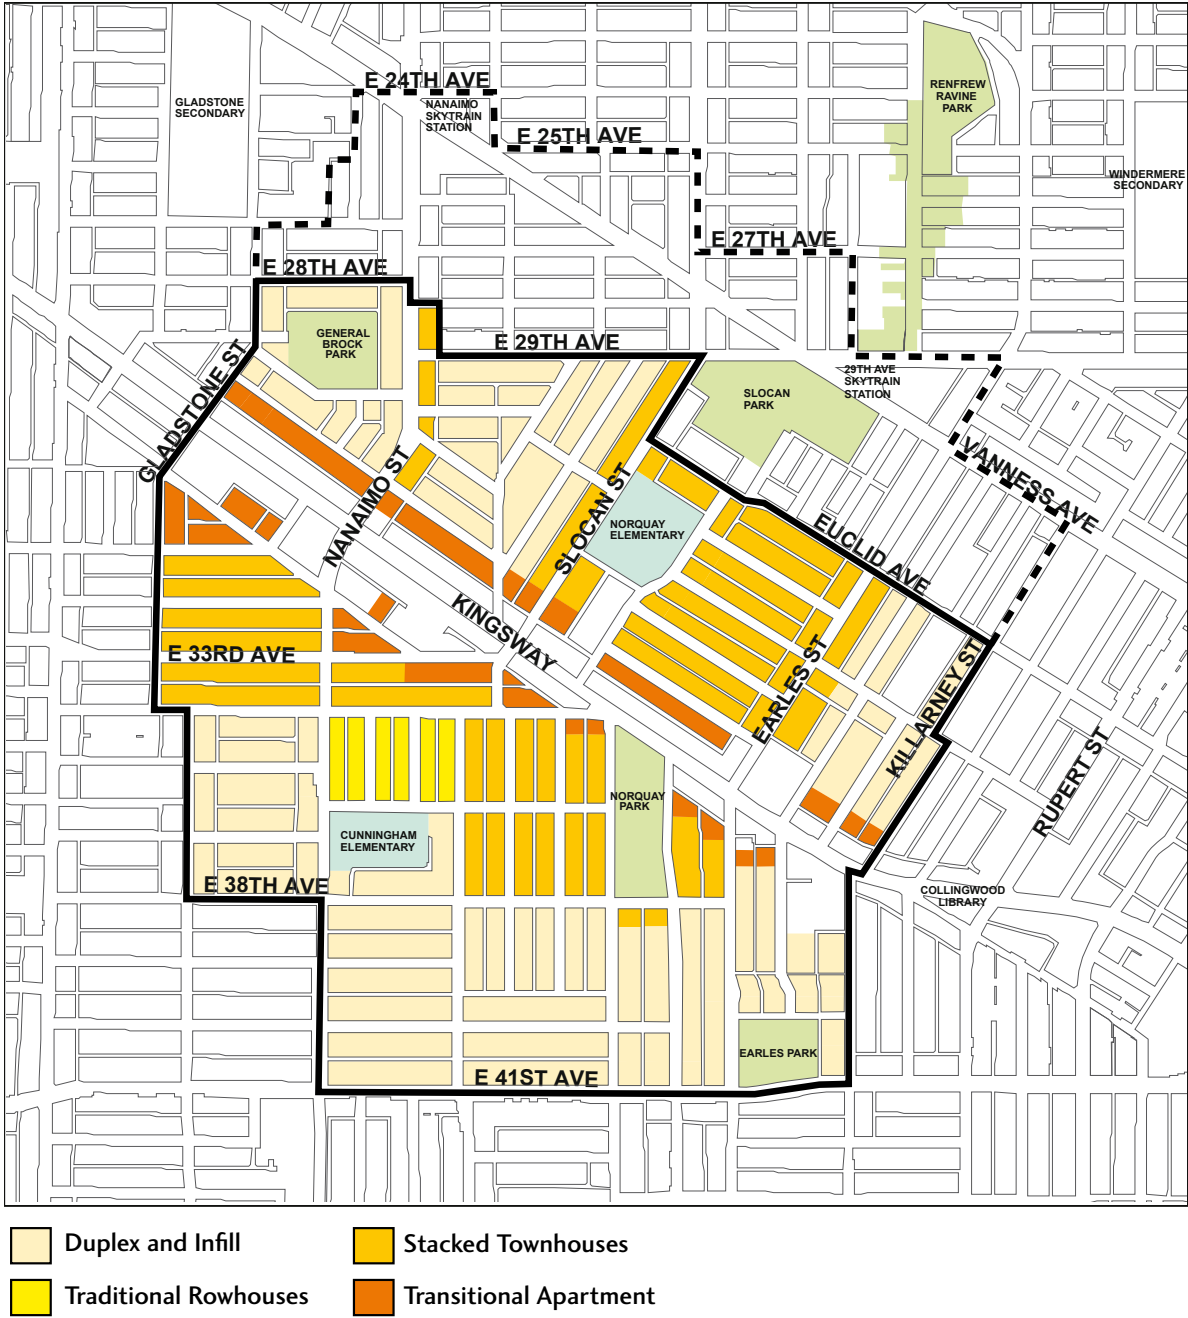 E 24TH AVE
GLADSTONE
SECONDARY
NANAIMO
SKYTRAIN
STATION
E 25TH AVE
RENFREW
RAVINE
PARK
WINDERMERE
SECONDARY
E 27TH AVE
E 28TH AVE
GENERAL
BROCK
PARK
E 29TH AVE
29TH AVE
SKYTRAIN
STATION
SLOCAN
PARK
GLADSTONE ST
NANAIMO ST
SLOCAN ST
VANNESS AVE
NORQUAY
ELEMENTARY
EUCLID AVE
KINGSWAY
E 33RD AVE
EARLES ST
KILLARNEY ST
RUPERT ST
NORQUAY
PARK
CUNNINGHAM
ELEMENTARY
E 38TH AVE
COLLINGWOOD
LIBRARY
EARLES PARK
E 41ST AVE
Duplex and Infill
Stacked Townhouses
Traditional Rowhouses
Transitional Apartment